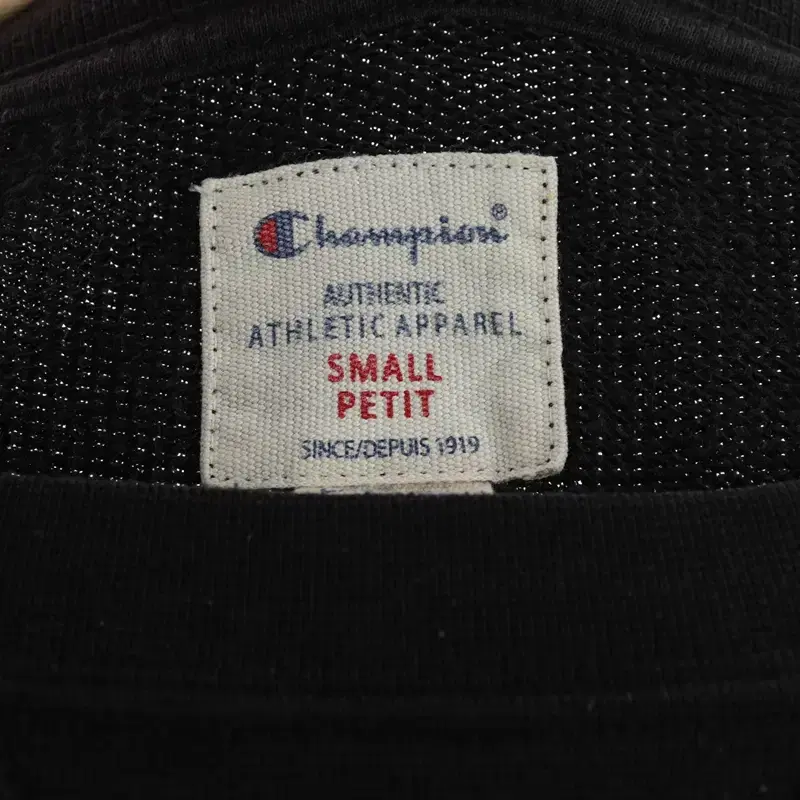 Champion®
AUTHENTIC
ATHLETIC APPAREL
SMALL
PETIT
SINCE/DEPUIS 1919